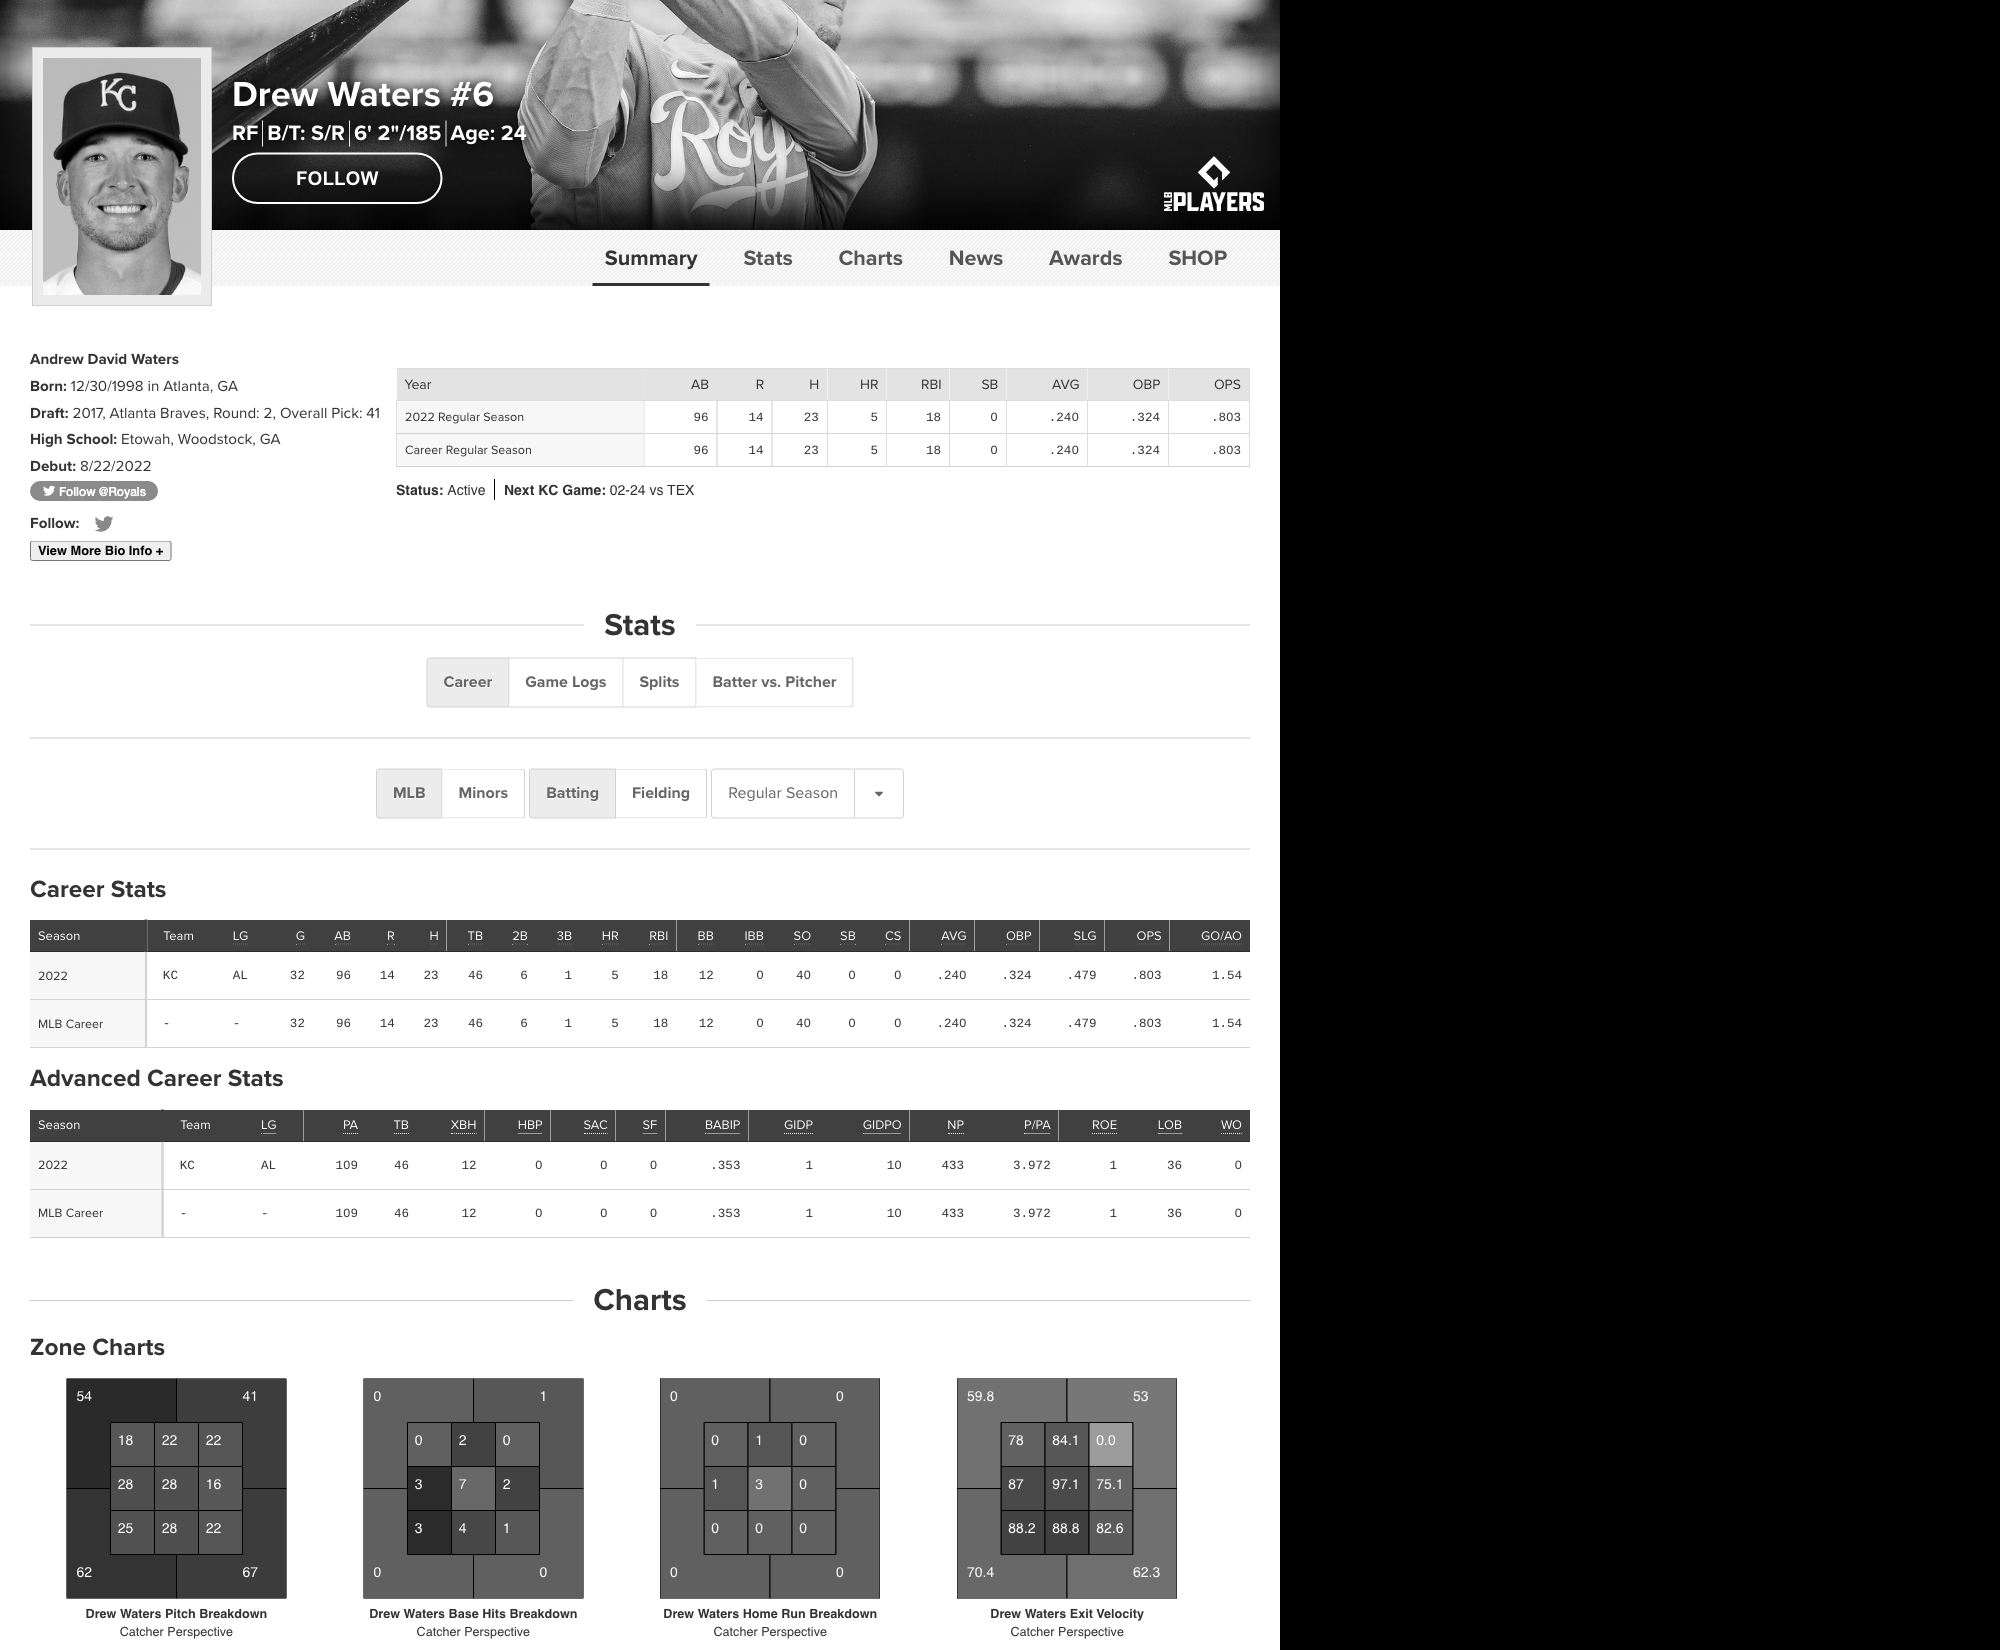 KC
Drew Waters #6
RF B/T: S/R 6' 2"/185 Age: 24
FOLLOW
Roy
MLB PLAYERS
Summary Stats Charts News Awards SHOP
Andrew David Waters
Born: 12/30/1998 in Atlanta, GA
Draft: 2017, Atlanta Braves, Round: 2, Overall Pick: 41
High School: Etowah, Woodstock, GA
Debut: 8/22/2022
Follow @Royals
Follow:
View More Bio Info +
Year AB R H HR RBI SB AVG OBP OPS
2022 Regular Season 96 14 23 5 18 0 .240 .324 .803
Career Regular Season 96 14 23 5 18 0 .240 .324 .803
Status: Active Next KC Game: 02-24 vs TEX
Stats
Career Game Logs Splits Batter vs. Pitcher
MLB Minors Batting Fielding Regular Season
Career Stats
Season Team LG G AB R H TB 2B 3B HR RBI BB IBB SO SB CS AVG OBP SLG OPS GO/AO
2022 KC AL 32 96 14 23 46 6 1 5 18 12 0 40 0 0 .240 .324 .479 .803 1.54
MLB Career - - 32 96 14 23 46 6 1 5 18 12 0 40 0 0 .240 .324 .479 .803 1.54
Advanced Career Stats
Season Team LG PA TB XBH HBP SAC SF BABIP GIDP GIDPO NP P/PA ROE LOB WO
2022 KC AL 109 46 12 0 0 0 .353 1 10 433 3.972 1 36 0
MLB Career - - 109 46 12 0 0 0 .353 1 10 433 3.972 1 36 0
Charts
Zone Charts
54 41
18 22 22
28 28 16
25 28 22
62 67
Drew Waters Pitch Breakdown
Catcher Perspective
0 1
0 2 0
3 7 2
3 4 1
0 0
Drew Waters Base Hits Breakdown
Catcher Perspective
0 0
0 1 0
1 3 0
0 0 0
0 0
Drew Waters Home Run Breakdown
Catcher Perspective
59.8 53
78 84.1 0.0
87 97.1 75.1
88.2 88.8 82.6
70.4 62.3
Drew Waters Exit Velocity
Catcher Perspective